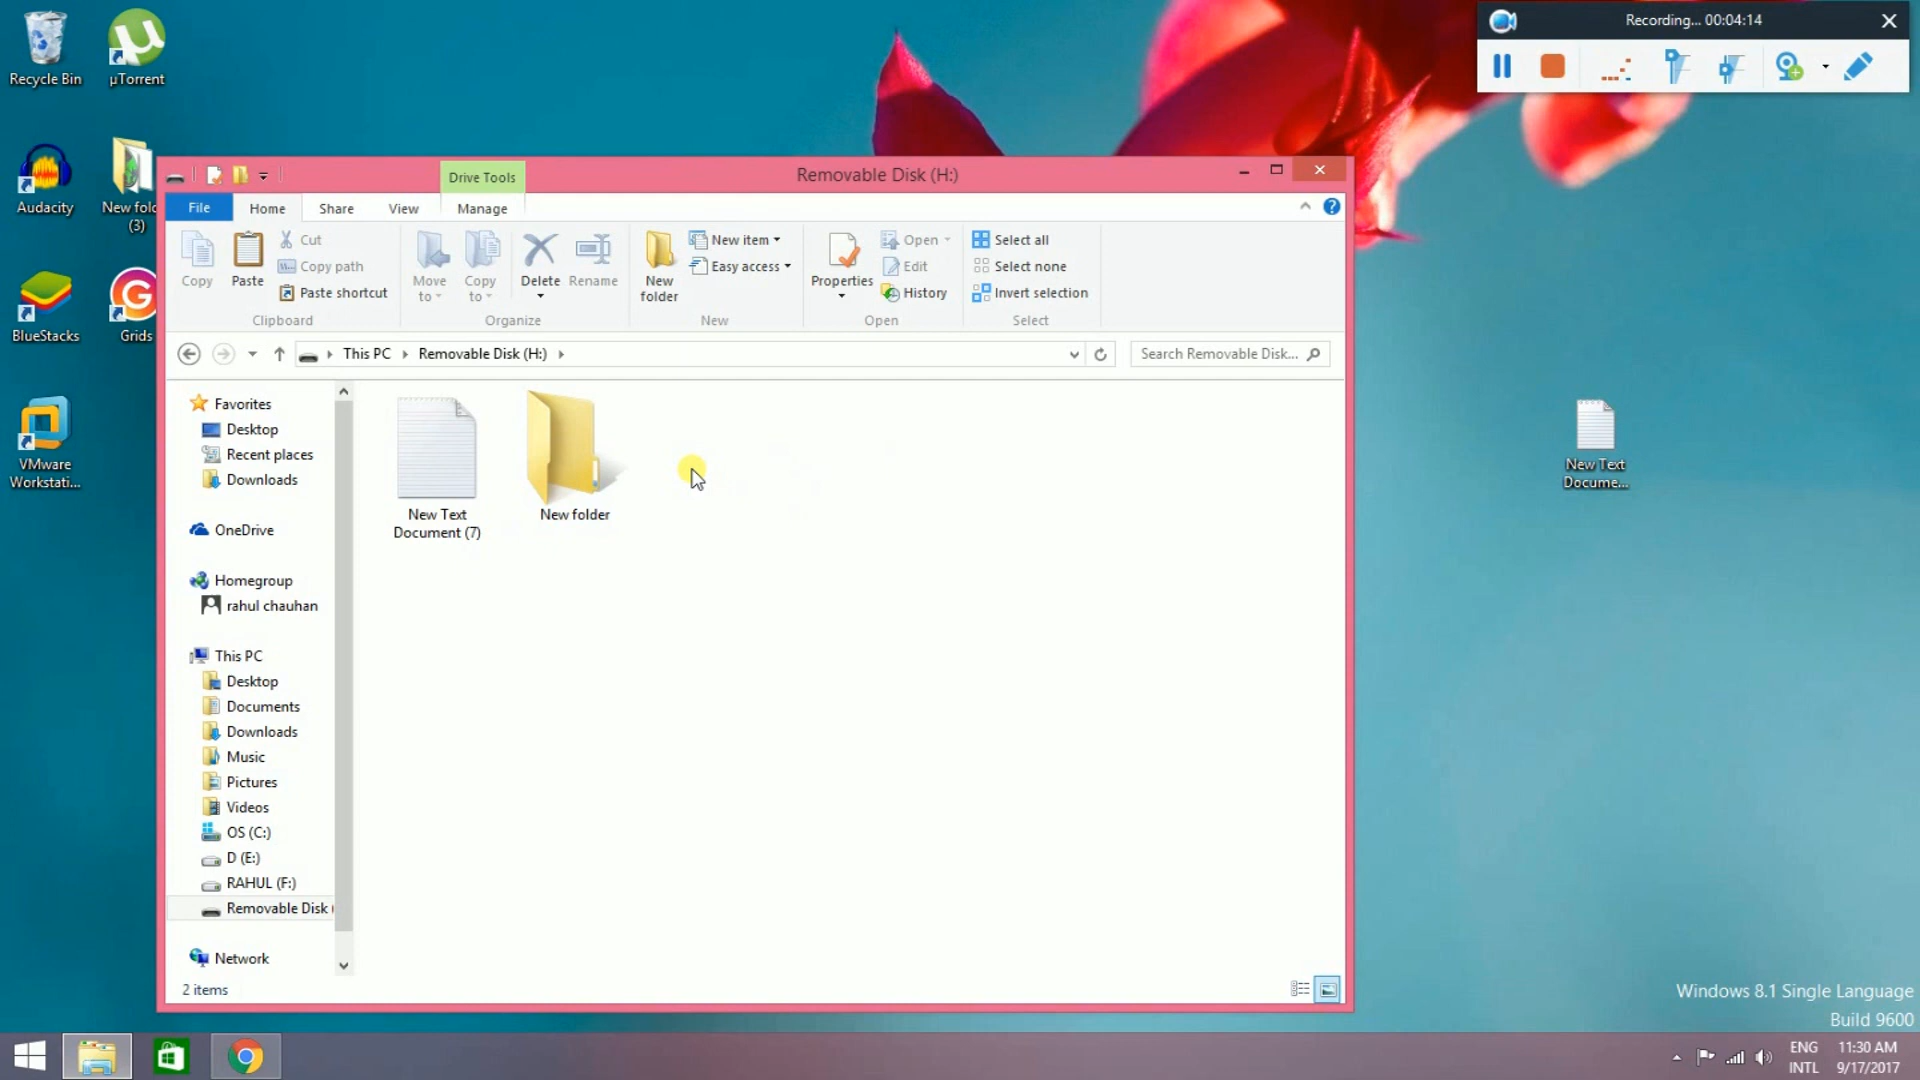 Recycle Bin
µTorrent
Recording... 00:04:14
Audacity
New fold
(3)
BlueStacks
Grids
VMware
Workstati...
Drive Tools
Removable Disk (H:)
File
Home
Share
View
Manage
Copy
Paste
Cut
Copy path
Paste shortcut
Clipboard
Move
to
Copy
to
Delete
Rename
Organize
New
folder
New item
Easy access
New
Properties
Open
Edit
History
Open
Select all
Select none
Invert selection
Select
This PC
Removable Disk (H:)
Search Removable Disk...
Favorites
Desktop
Recent places
Downloads
OneDrive
Homegroup
rahul chauhan
This PC
Desktop
Documents
Downloads
Music
Pictures
Videos
OS (C:)
D (E:)
RAHUL (F:)
Removable Disk (
Network
New Text
Document (7)
New folder
2 items
New Text
Docume...
Windows 8.1 Single Language
Build 9600
ENG
INTL
11:30 AM
9/17/2017